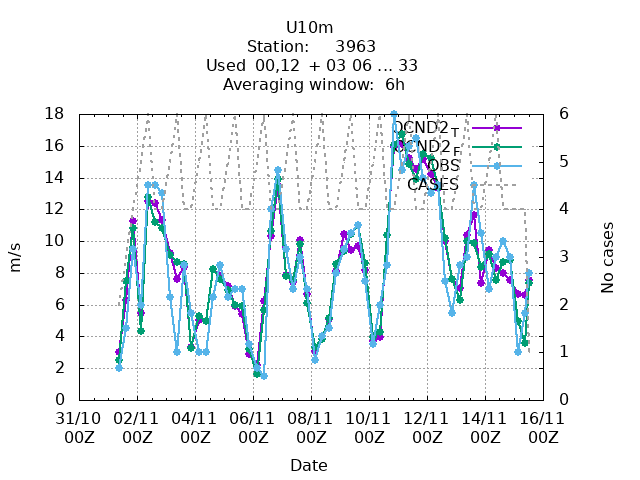 U10m
Station: 3963
Used 00,12 + 03 06 ... 33
Averaging window: 6h
18
16
14
12
10
8
6
4
2
0
m/s
6
5
4
3
2
1
0
No cases
DCND2_T
DCND2_F
OBS
CASES
31/10 02/11 04/11 06/11 08/11 10/11 12/11 14/11 16/11
00Z 00Z 00Z 00Z 00Z 00Z 00Z 00Z 00Z
Date